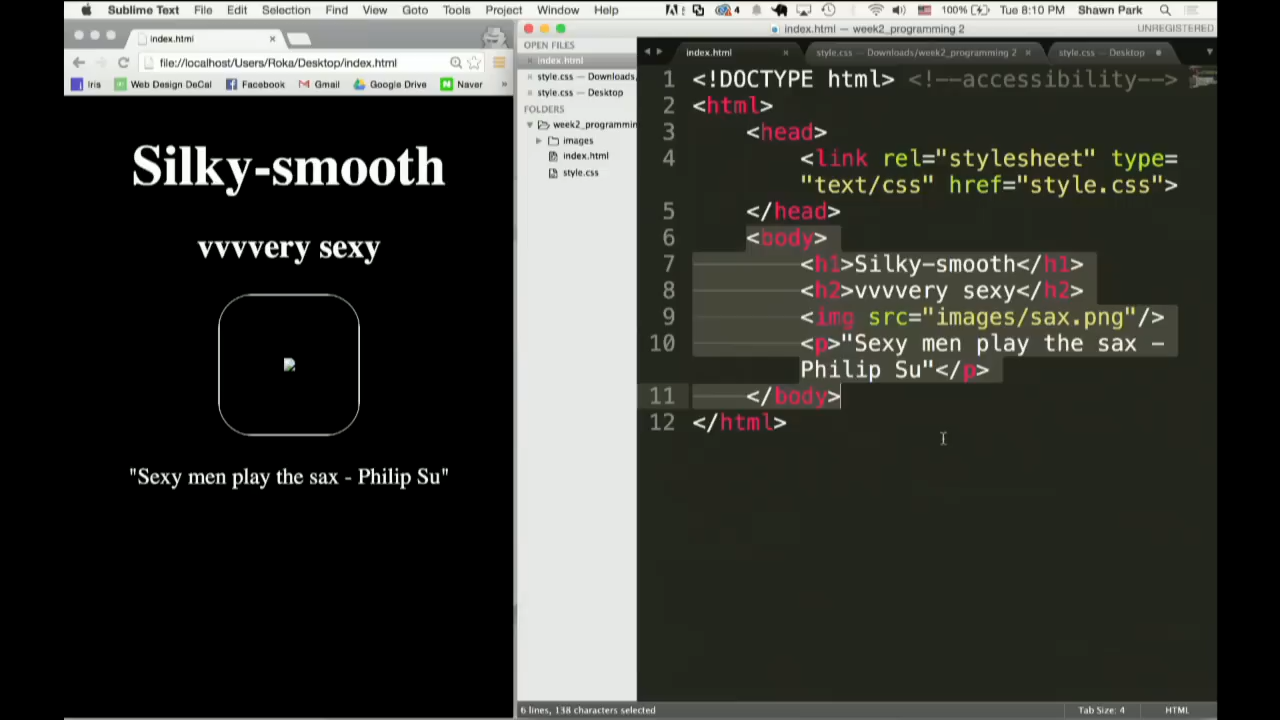 Sublime Text File Edit Selection Find View Goto Tools Project Window Help 4 100% Tue 8:10 PM Shawn Park
index.html
file://localhost/Users/Roka/Desktop/index.html
Iris Web Design DeCal Facebook Gmail Google Drive Naver »
Silky-smooth
vvvvery sexy
"Sexy men play the sax - Philip Su"
index.html — week2_programming 2
UNREGISTERED
OPEN FILES
index.html
style.css — Downloads
style.css — Desktop
FOLDERS
week2_programmin
images
index.html
style.css
index.html style.css — Downloads/week2_programming 2 style.css — Desktop
1 <!DOCTYPE html> <!--accessibility-->
2 <html>
3 <head>
4 <link rel="stylesheet" type=
"text/css" href="style.css">
5 </head>
6 <body>
7 <h1>Silky-smooth</h1>
8 <h2>vvvvery sexy</h2>
9 <img src="images/sax.png"/>
10 <p>"Sexy men play the sax -
Philip Su"</p>
11 </body>
12 </html>
6 lines, 138 characters selected
Tab Size: 4 HTML